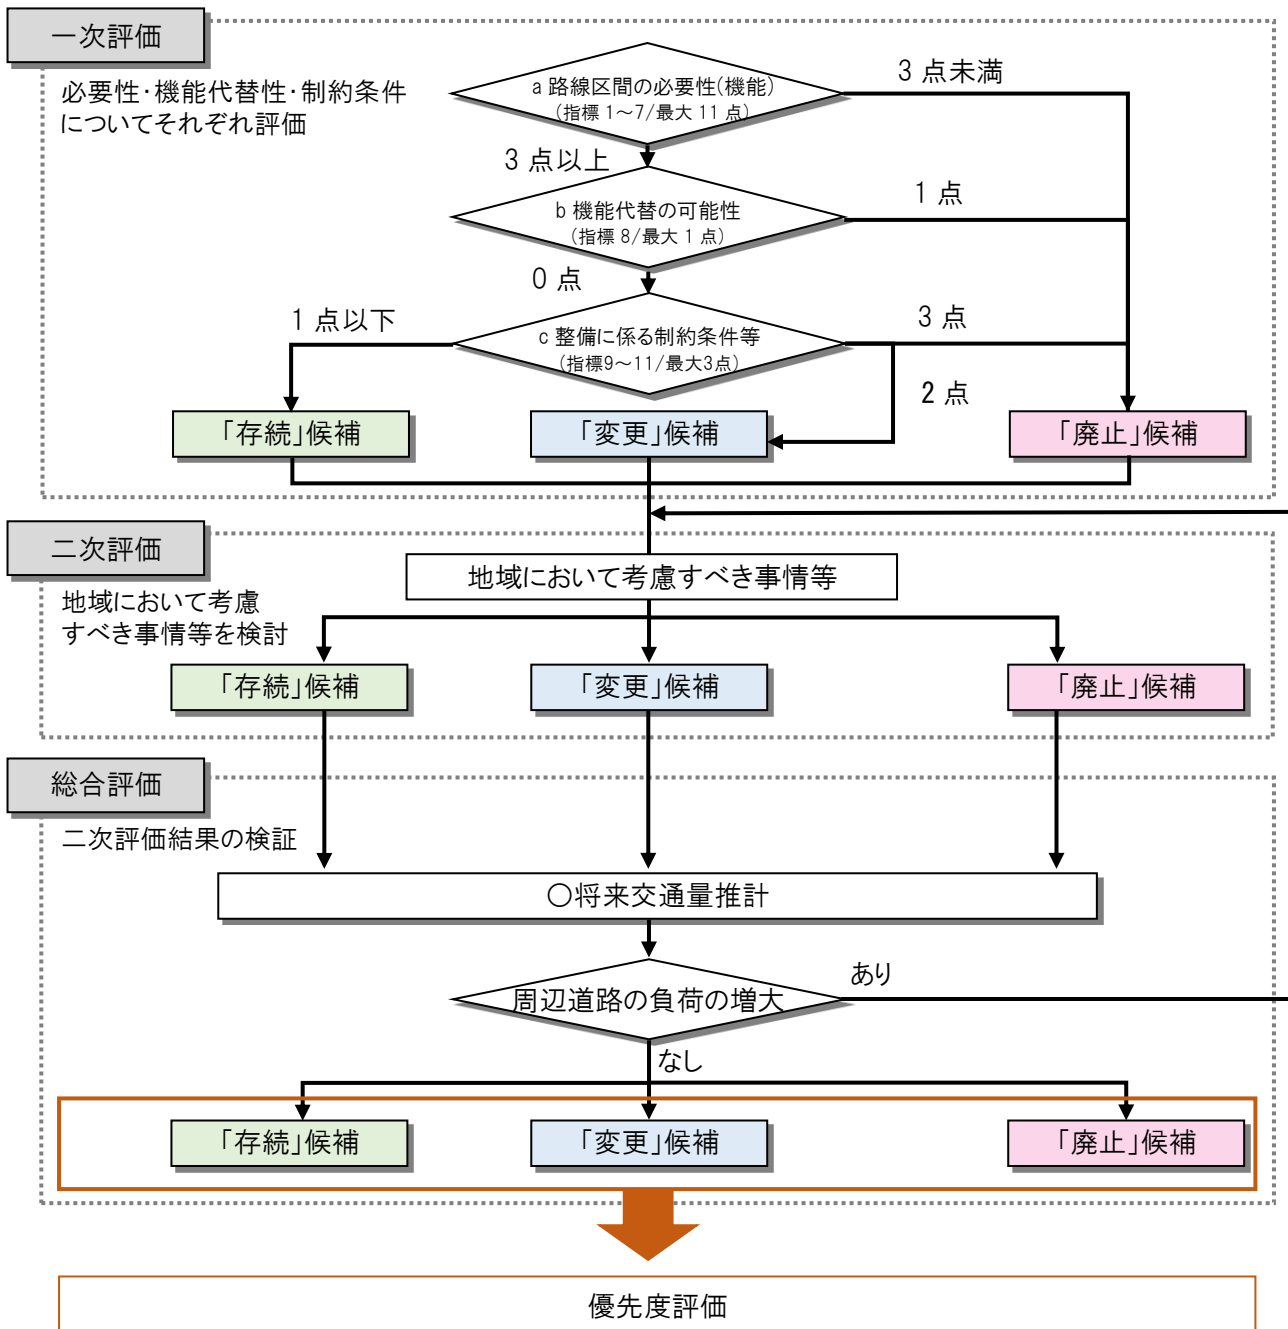 一次評価
必要性・機能代替性・制約条件
についてそれぞれ評価
a 路線区間の必要性(機能)
(指標 1～7/最大 11 点)
3 点未満
3 点以上
b 機能代替の可能性
(指標 8/最大 1 点)
1 点
0 点
1 点以下
c 整備に係る制約条件等
(指標9～11/最大3点)
3 点
2 点
「存続」候補
「変更」候補
「廃止」候補
二次評価
地域において考慮
すべき事情等を検討
地域において考慮すべき事情等
「存続」候補
「変更」候補
「廃止」候補
総合評価
二次評価結果の検証
○将来交通量推計
周辺道路の負荷の増大
あり
なし
「存続」候補
「変更」候補
「廃止」候補
優先度評価